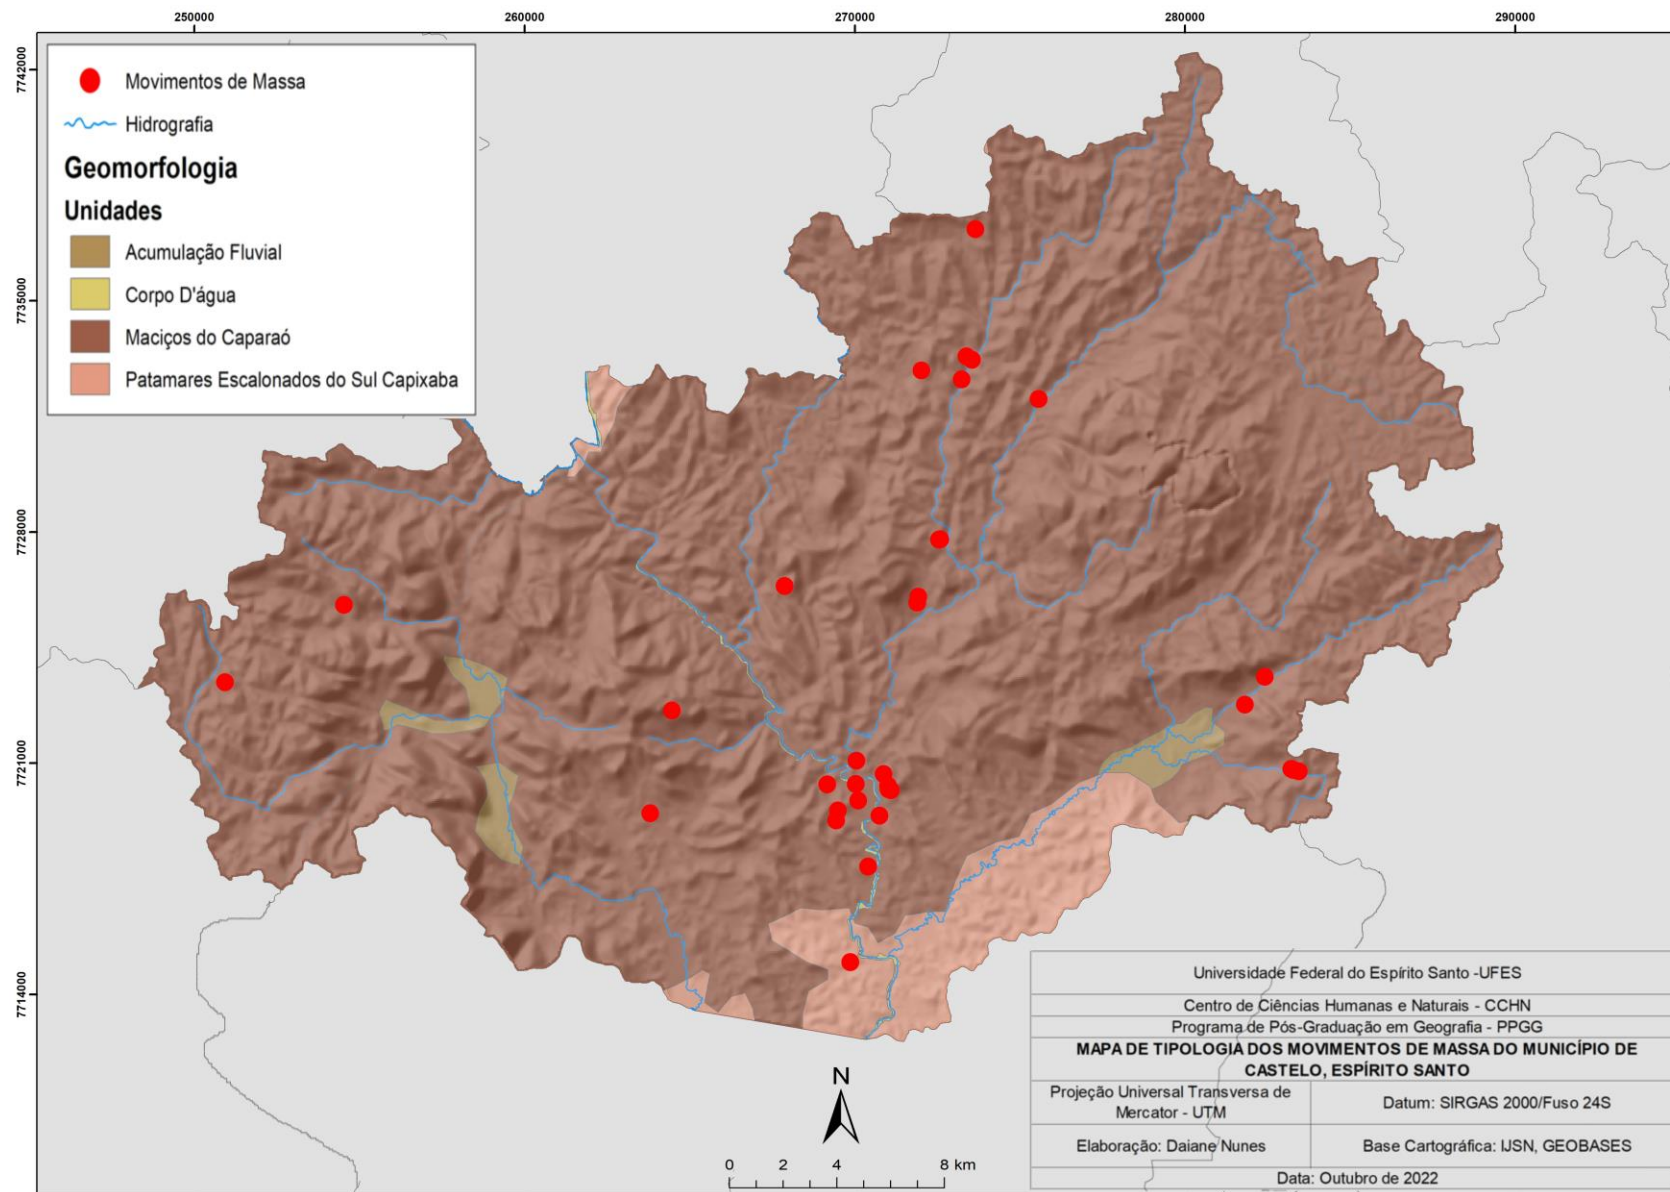 250000 260000 270000 280000 290000
7742000
7735000
7728000
7721000
7714000
Movimentos de Massa
Hidrografia
Geomorfologia
Unidades
Acumulação Fluvial
Corpo D'água
Maciços do Caparaó
Patamares Escalonados do Sul Capixaba
N
0 2 4 8 km
Universidade Federal do Espírito Santo -UFES
Centro de Ciências Humanas e Naturais - CCHN
Programa de Pós-Graduação em Geografia - PPGG
MAPA DE TIPOLOGIA DOS MOVIMENTOS DE MASSA DO MUNICÍPIO DE
CASTELO, ESPÍRITO SANTO
Projeção Universal Transversa de
Mercator - UTM
Datum: SIRGAS 2000/Fuso 24S
Elaboração: Daiane Nunes
Base Cartográfica: IJSN, GEOBASES
Data: Outubro de 2022